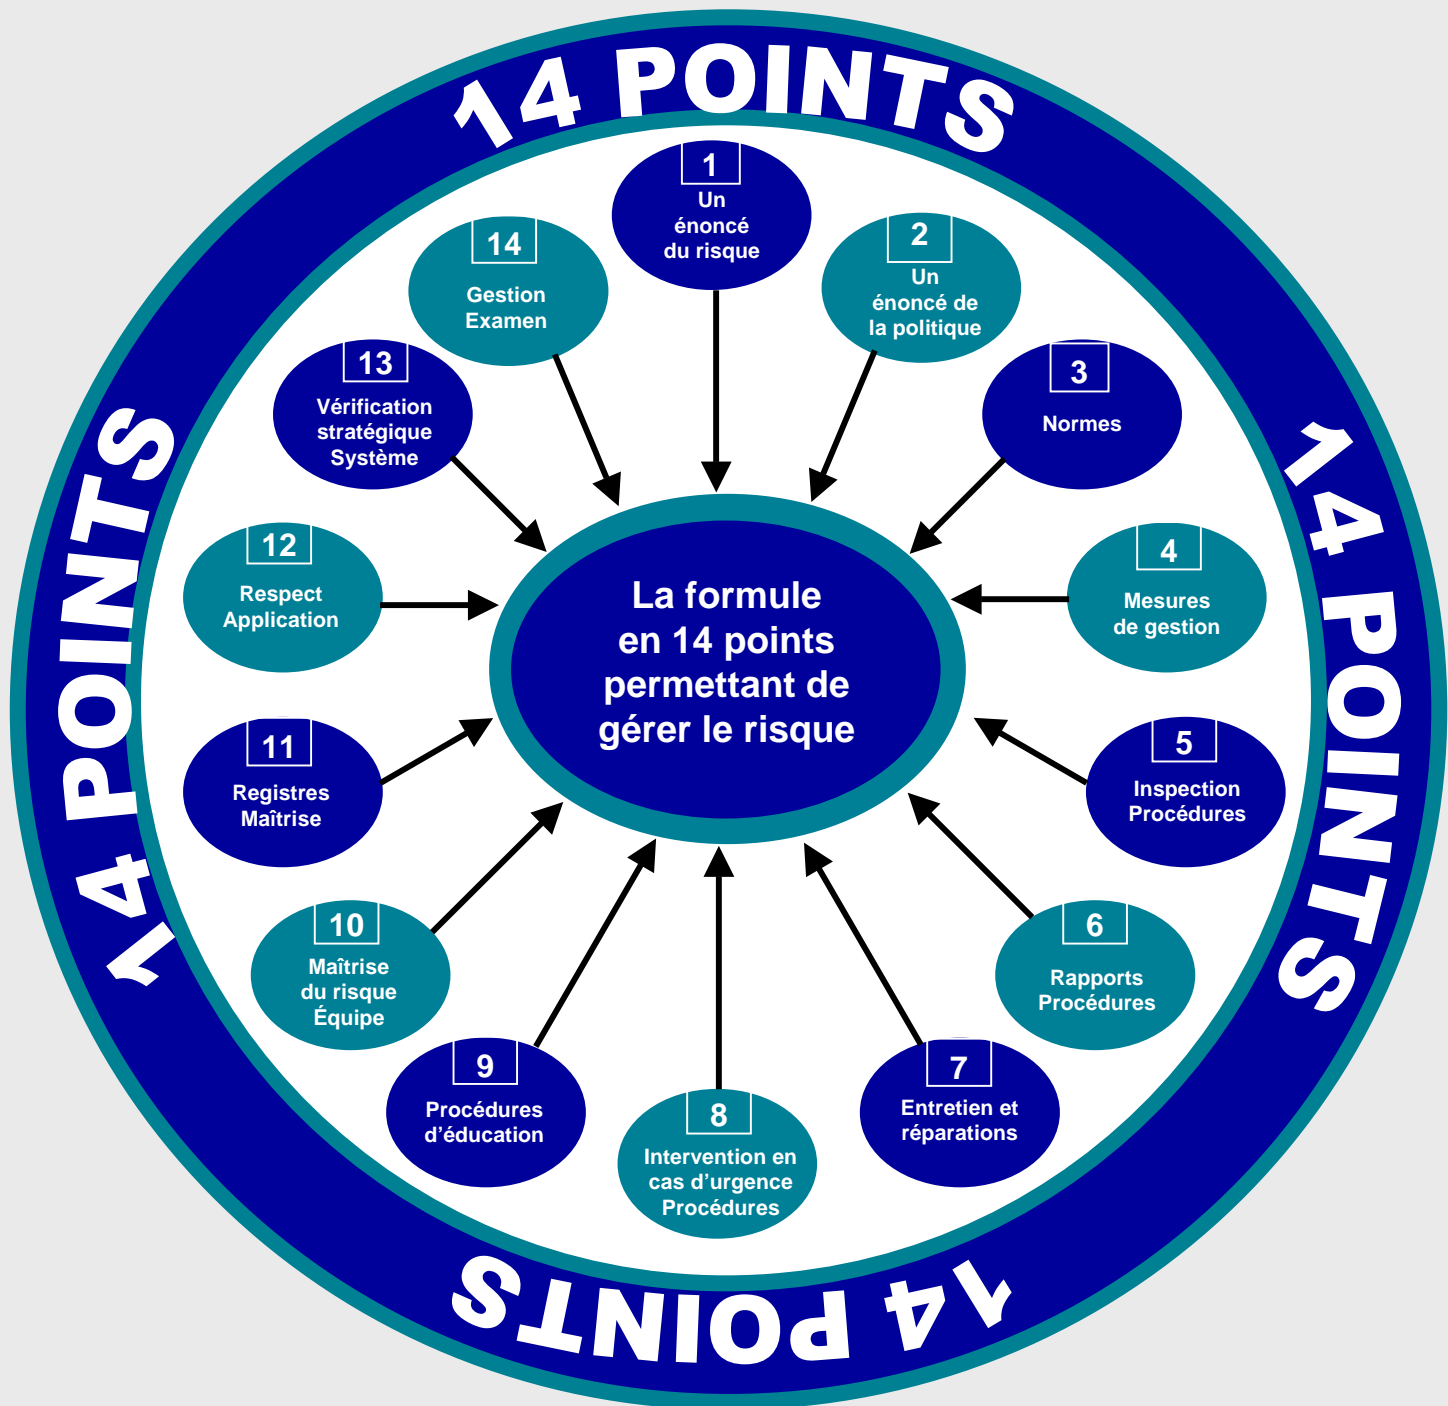 14 POINTS
1
Un
énoncé
du risque
2
Un
énoncé de
la politique
3
Normes
4
Mesures
de gestion
5
Inspection
Procédures
6
Rapports
Procédures
7
Entretien et
réparations
8
Intervention en
cas d’urgence
Procédures
9
Procédures
d’éducation
10
Maîtrise
du risque
Équipe
11
Registres
Maîtrise
12
Respect
Application
13
Vérification
stratégique
Système
14
Gestion
Examen
La formule
en 14 points
permettant de
gérer le risque
14 POINTS
14 POINTS
14 POINTS